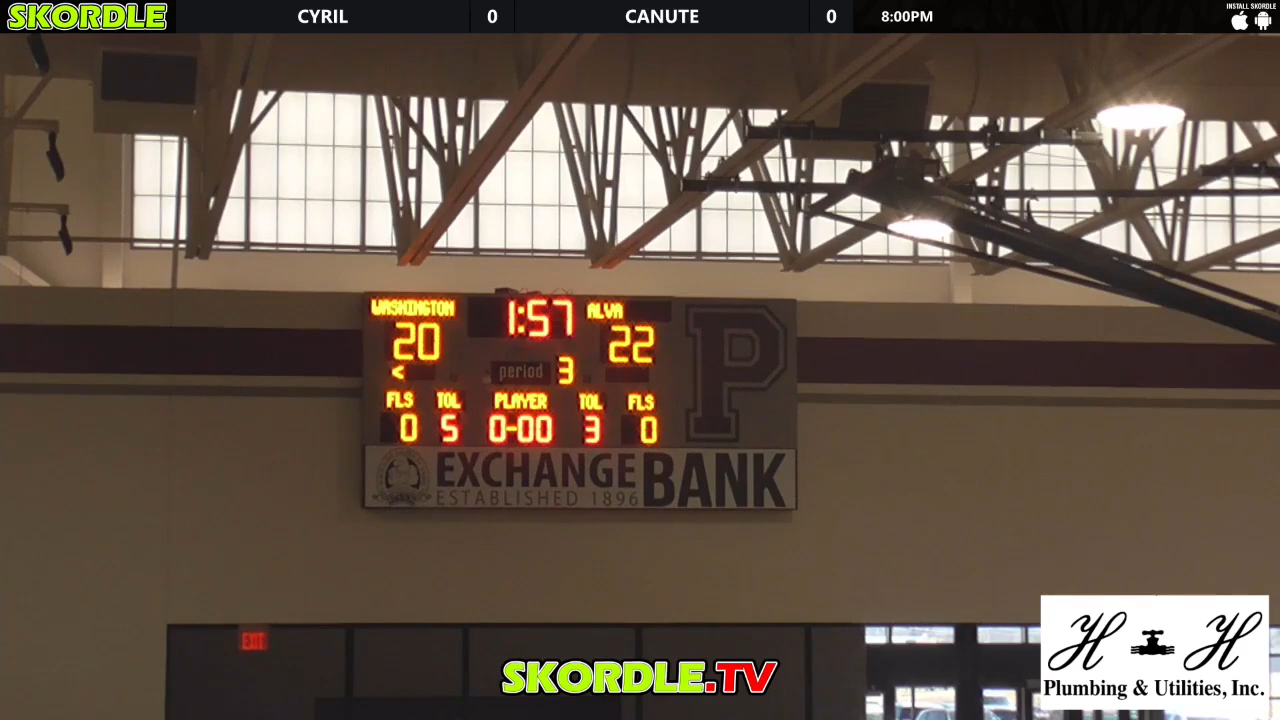 SKORDLE CYRIL 0 CANUTE 0 8:00PM INSTALL SKORDLE
WASHINGTON 1:57 ALVA
20 22
< period 3
FLS TOL PLAYER TOL FLS
0 5 0-00 3 0
P
EXCHANGE BANK
ESTABLISHED 1896
EXIT
SKORDLE.TV
H H
Plumbing & Utilities, Inc.